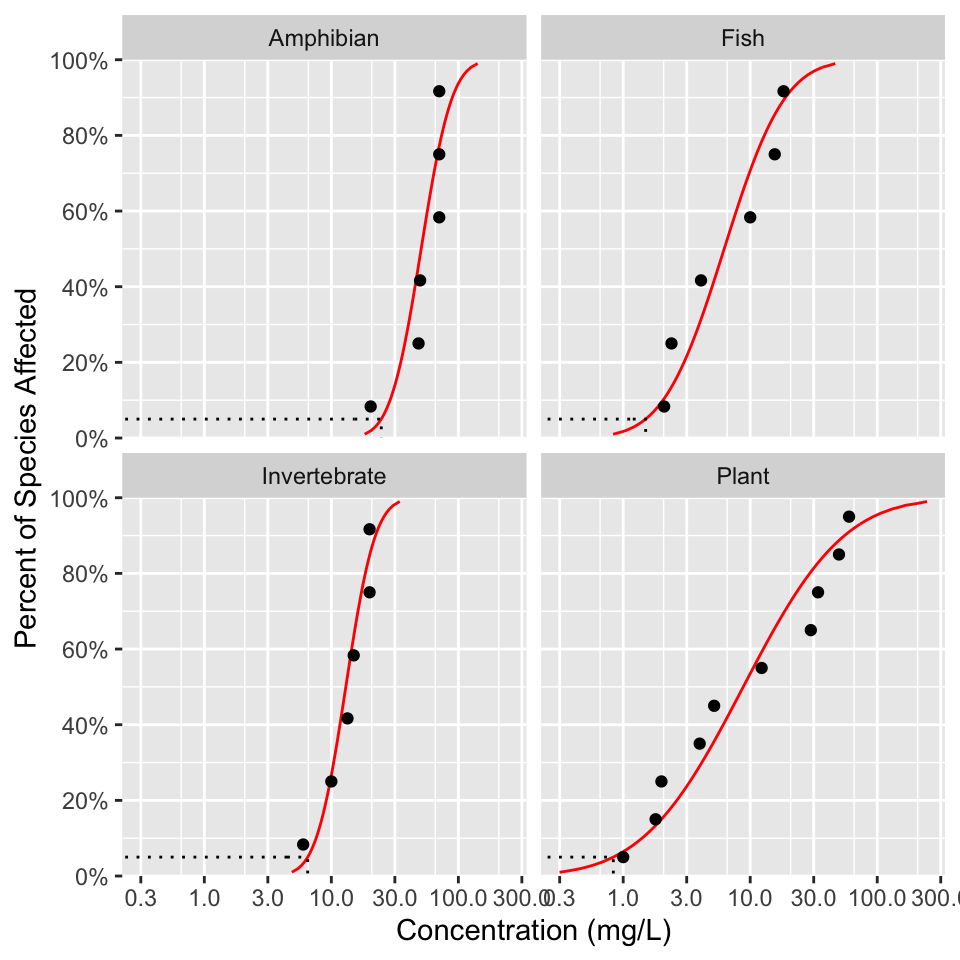 Amphibian Fish
100%
80%
60%
40%
20%
0%
Invertebrate Plant
100%
80%
60%
40%
20%
0%
0.3 1.0 3.0 10.0 30.0 100.0 300.0 0.3 1.0 3.0 10.0 30.0 100.0 300.0
Concentration (mg/L)
Percent of Species Affected